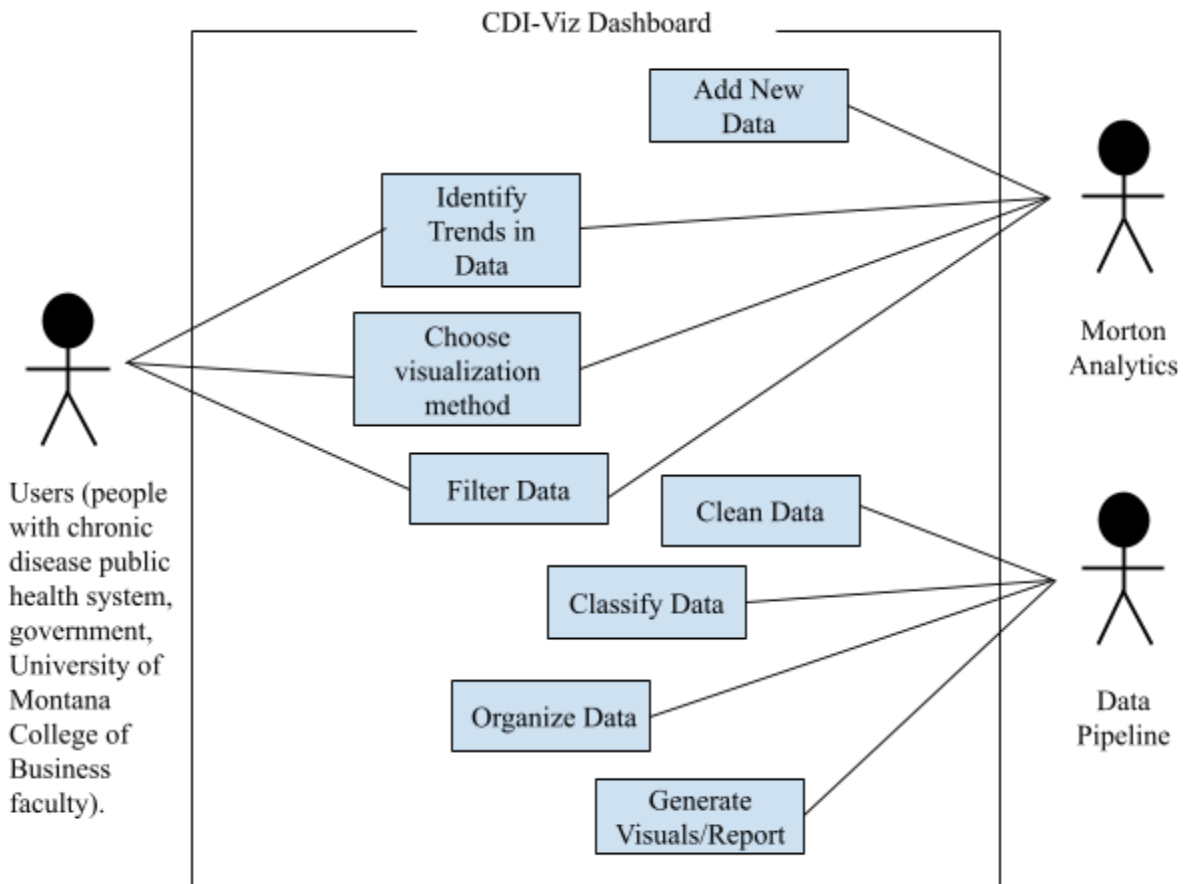 CDI-Viz Dashboard
Add New
Data
Identify
Trends in
Data
Choose
visualization
method
Filter Data
Clean Data
Classify Data
Organize Data
Generate
Visuals/Report
Users (people
with chronic
disease public
health system,
government,
University of
Montana
College of
Business
faculty).
Morton
Analytics
Data
Pipeline